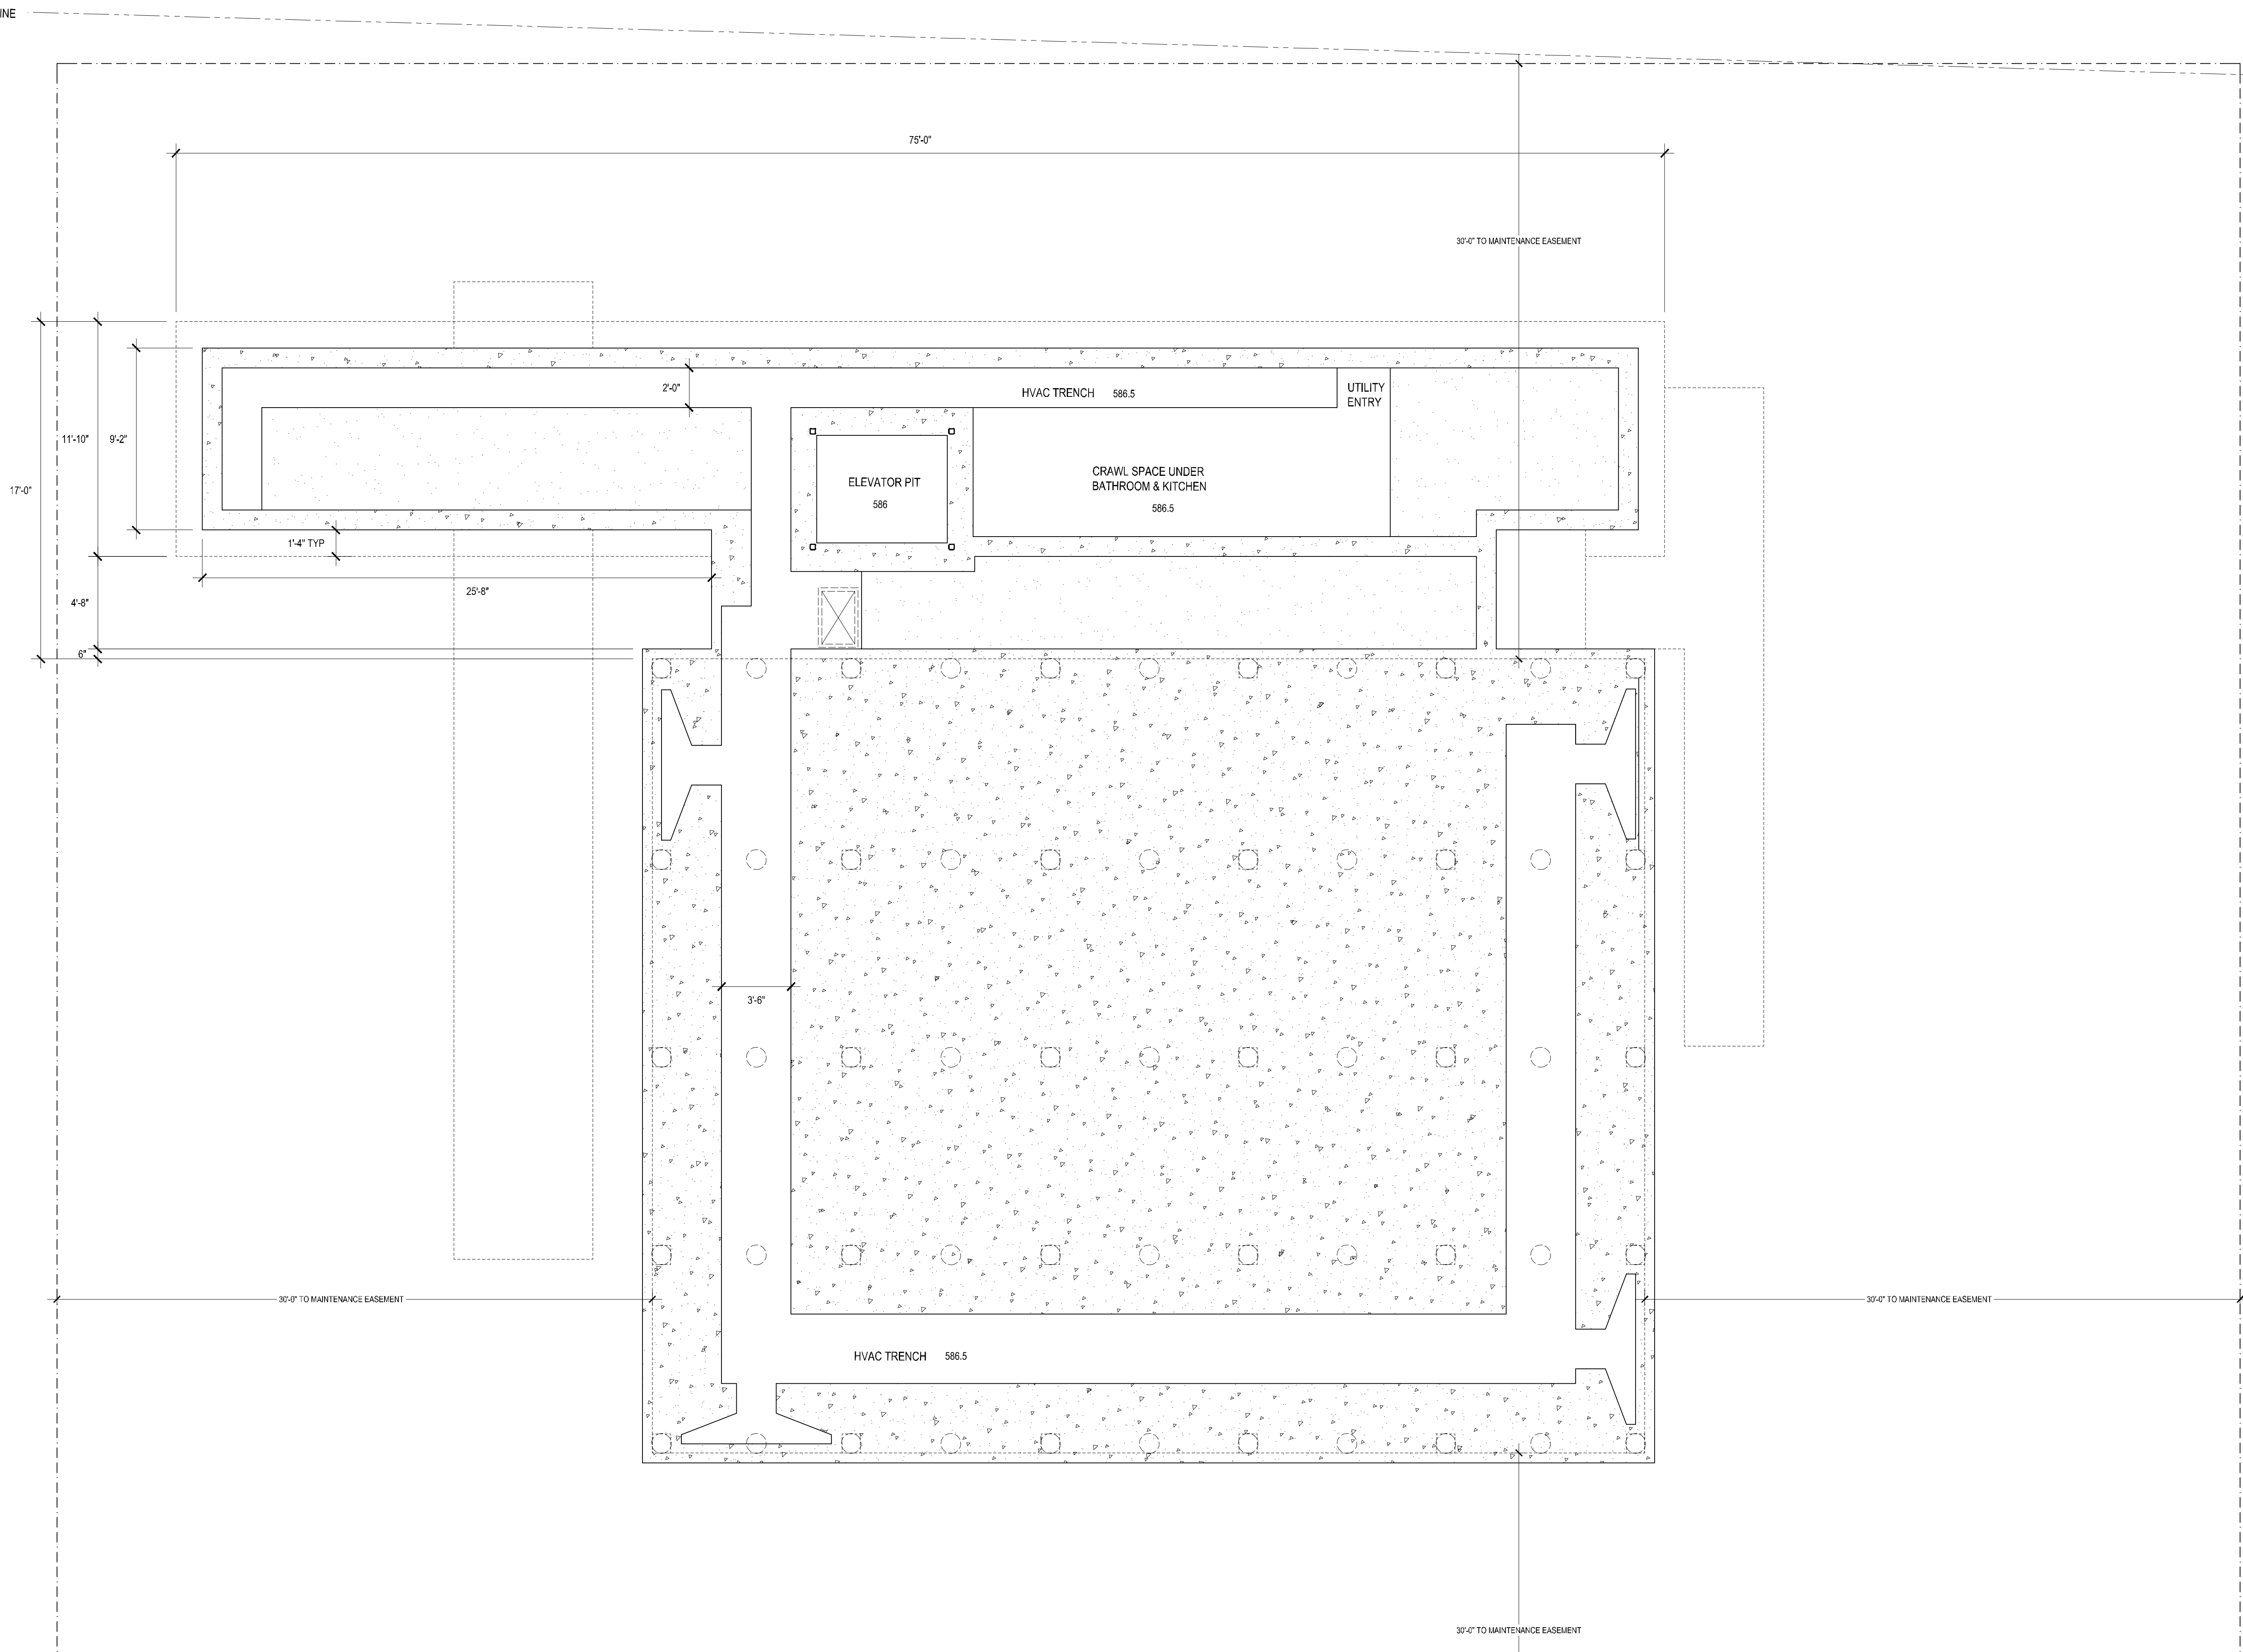 INE
75'-0"
30'-0" TO MAINTENANCE EASEMENT
2'-0"
HVAC TRENCH 586.5
UTILITY
ENTRY
11'-10"
9'-2"
17'-0"
CRAWL SPACE UNDER
BATHROOM & KITCHEN
586.5
ELEVATOR PIT
586
1'-4" TYP
25'-8"
4'-8"
6"
3'-6"
30'-0" TO MAINTENANCE EASEMENT
30'-0" TO MAINTENANCE EASEMENT
HVAC TRENCH 586.5
30'-0" TO MAINTENANCE EASEMENT